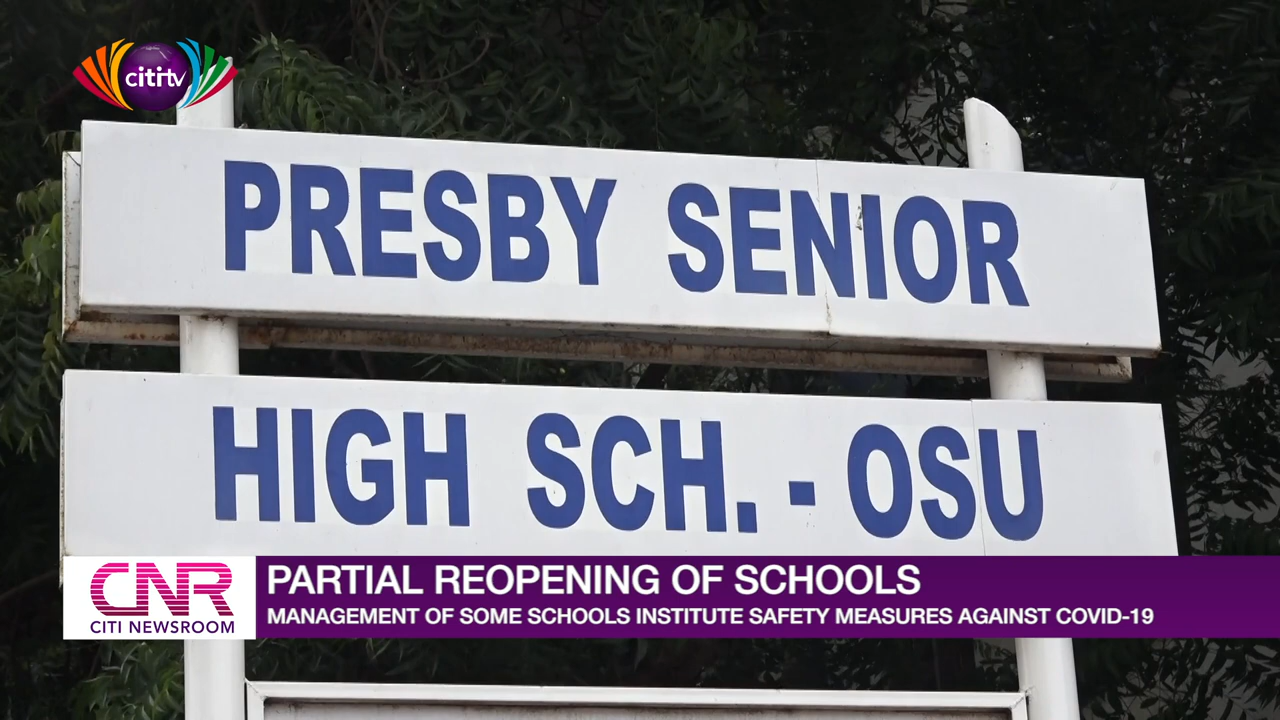 citi tv
PRESBY SENIOR
HIGH SCH. - OSU
CNR
CITI NEWSROOM
PARTIAL REOPENING OF SCHOOLS
MANAGEMENT OF SOME SCHOOLS INSTITUTE SAFETY MEASURES AGAINST COVID-19